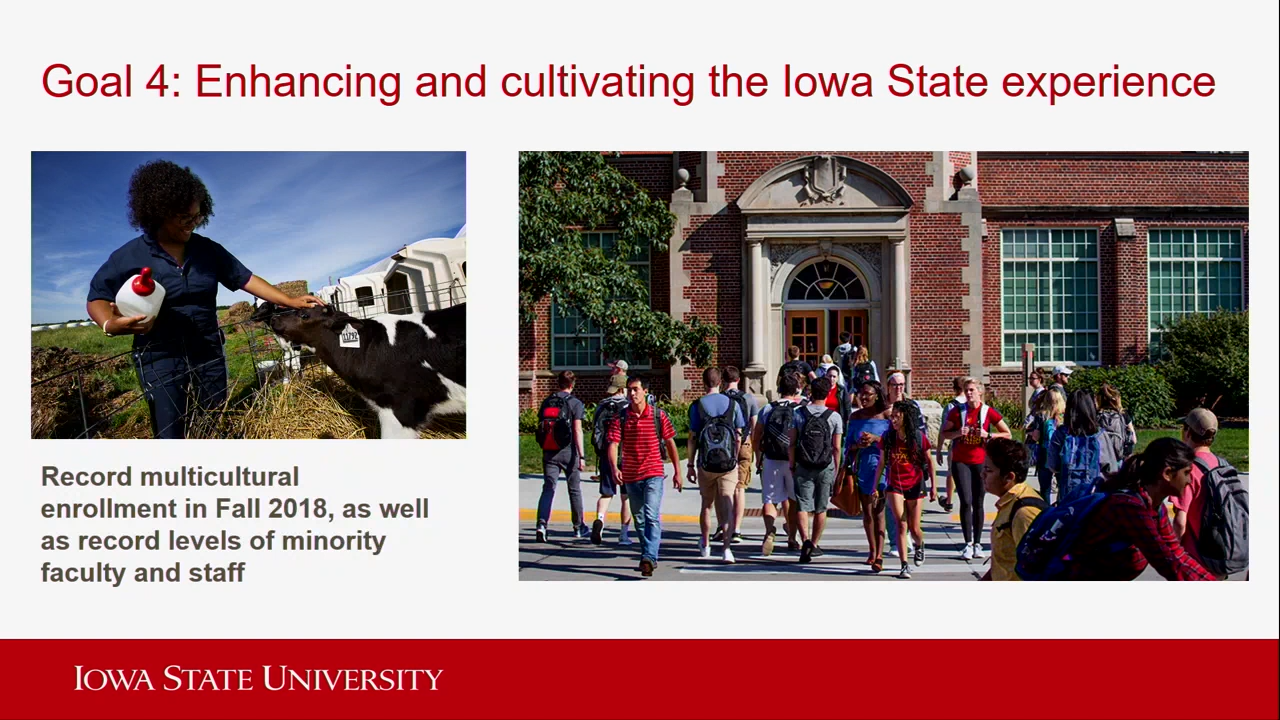 Goal 4: Enhancing and cultivating the Iowa State experience
Record multicultural
enrollment in Fall 2018, as well
as record levels of minority
faculty and staff
IOWA STATE UNIVERSITY